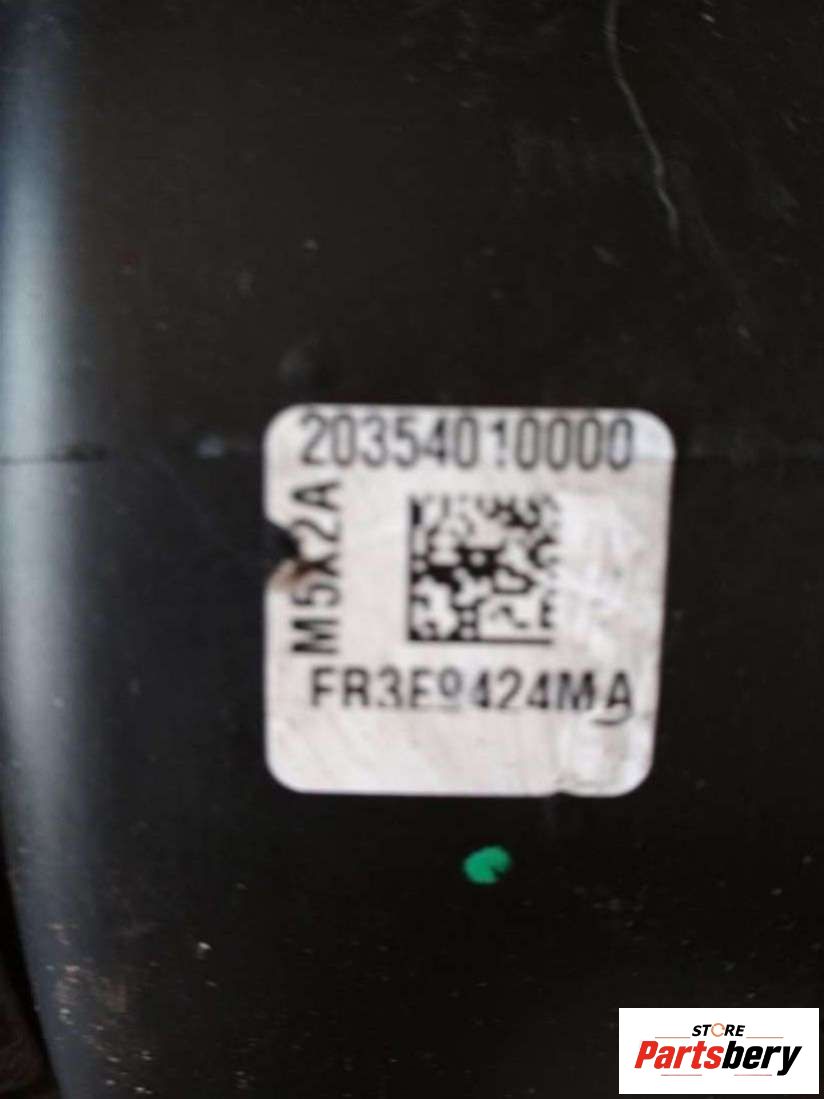 20354010000
M5X2A
FR3E9424MA
STORE
Partsbery